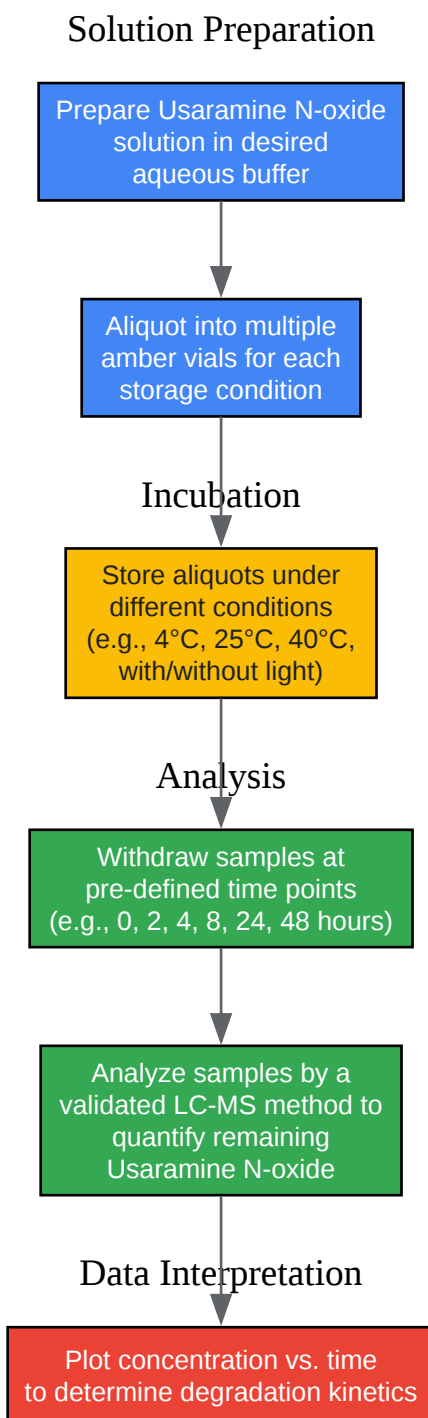 Solution Preparation
Prepare Usaramine N-oxide
solution in desired
aqueous buffer
Aliquot into multiple
amber vials for each
storage condition
Incubation
Store aliquots under
different conditions
(e.g., 4°C, 25°C, 40°C,
with/without light)
Analysis
Withdraw samples at
pre-defined time points
(e.g., 0, 2, 4, 8, 24, 48 hours)
Analyze samples by a
validated LC-MS method to
quantify remaining
Usaramine N-oxide
Data Interpretation
Plot concentration vs. time
to determine degradation kinetics